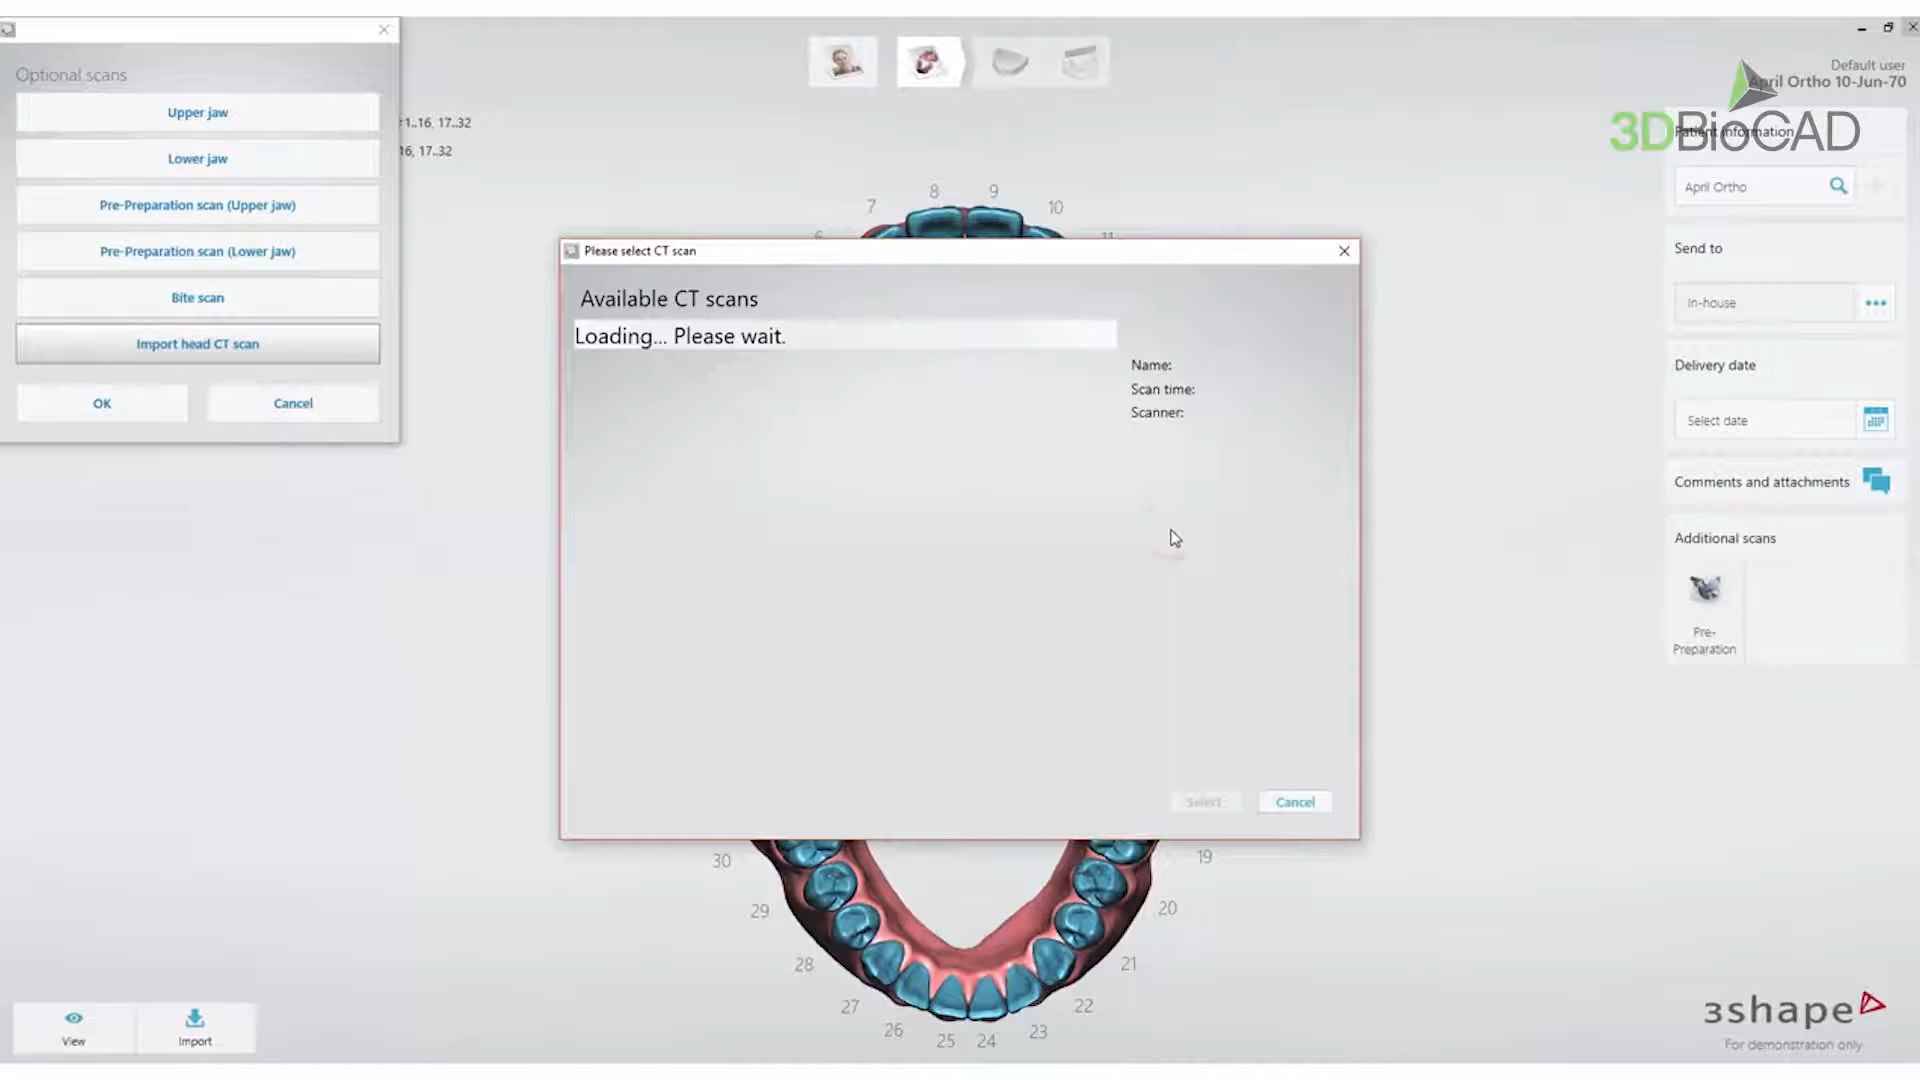 Optional scans
Upper jaw
Lower jaw
Pre-Preparation scan (Upper jaw)
Pre-Preparation scan (Lower jaw)
Bite scan
Import head CT scan
OK
Cancel
1..16, 17..32
16, 17..32
7
8
9
10
6
11
Please select CT scan
Available CT scans
Loading... Please wait.
Name:
Scan time:
Scanner:
Select
Cancel
30
29
28
27
26
25
24
23
22
21
20
19
Default user
April Ortho 10-Jun-70
3DBioCAD
Patient information
April Ortho
Send to
In-house
Delivery date
Select date
Comments and attachments
Additional scans
Pre-
Preparation
View
Import
3shape
For demonstration only